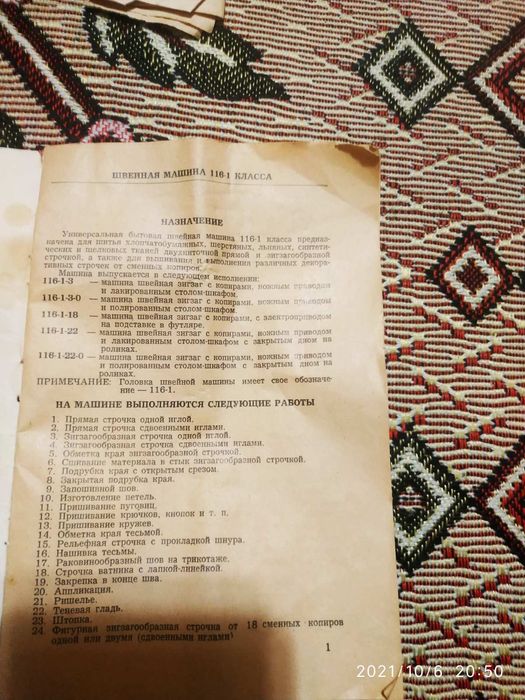 ШВЕЙНАЯ МАШИНА 116-1 КЛАССА
НАЗНАЧЕНИЕ
Универсальная бытовая швейная машина 116-1 класса предназ-
начена для шитья хлопчатобумажных, шерстяных, льняных, синтети-
ческих и шелковых тканей двухниточной прямой и зигзагообразной
строчкой, а также для вышивания и выполнения различных декора-
тивных строчек от сменных копиров.
Машина выпускается в следующем исполнении:
116-1-3 — машина швейная зигзаг с копирами, ножным приводом
и лакированным столом-шкафом.
116-1-3-0 — машина швейная зигзаг с копирами, ножным приводом
и полированным столом-шкафом.
116-1-18 — машина швейная зигзаг с копирами, с электроприводом
на подставке в футляре.
116-1-22 — машина швейная зигзаг с копирами, ножным приводом
и лакированным столом-шкафом с закрытым дном на
роликах.
116-1-22-0 — машина швейная зигзаг с копирами, ножным приводом
и полированным столом-шкафом с закрытым дном на
роликах.
ПРИМЕЧАНИЕ: Головка швейной машины имеет свое обозначе-
ние — 116-1.
НА МАШИНЕ ВЫПОЛНЯЮТСЯ СЛЕДУЮЩИЕ РАБОТЫ
1. Прямая строчка одной иглой.
2. Прямая строчка сдвоенными иглами.
3. Зигзагообразная строчка одной иглой.
4. Зигзагообразная строчка сдвоенными иглами.
5. Обметка края зигзагообразной строчкой.
6. Сшивание материала в стык зигзагообразной строчкой.
7. Подрубка края с открытым срезом.
8. Закрытая подрубка края.
9. Запошивной шов.
10. Изготовление петель.
11. Пришивание пуговиц.
12. Пришивание крючков, кнопок и т. п.
13. Пришивание кружев.
14. Обметка края тесьмой.
15. Рельефная строчка с прокладкой шнура.
16. Нашивка тесьмы.
17. Раковинообразный шов на трикотаже.
18. Строчка ватника с лапкой-линейкой.
19. Закрепка в конце шва.
20. Аппликация.
21. Ришелье.
22. Теневая гладь.
23. Штопка.
24. Фигурная зигзагообразная строчка от 18 сменных копиров
одной или двумя (сдвоенными иглами)
1
2021/10/6 20:50